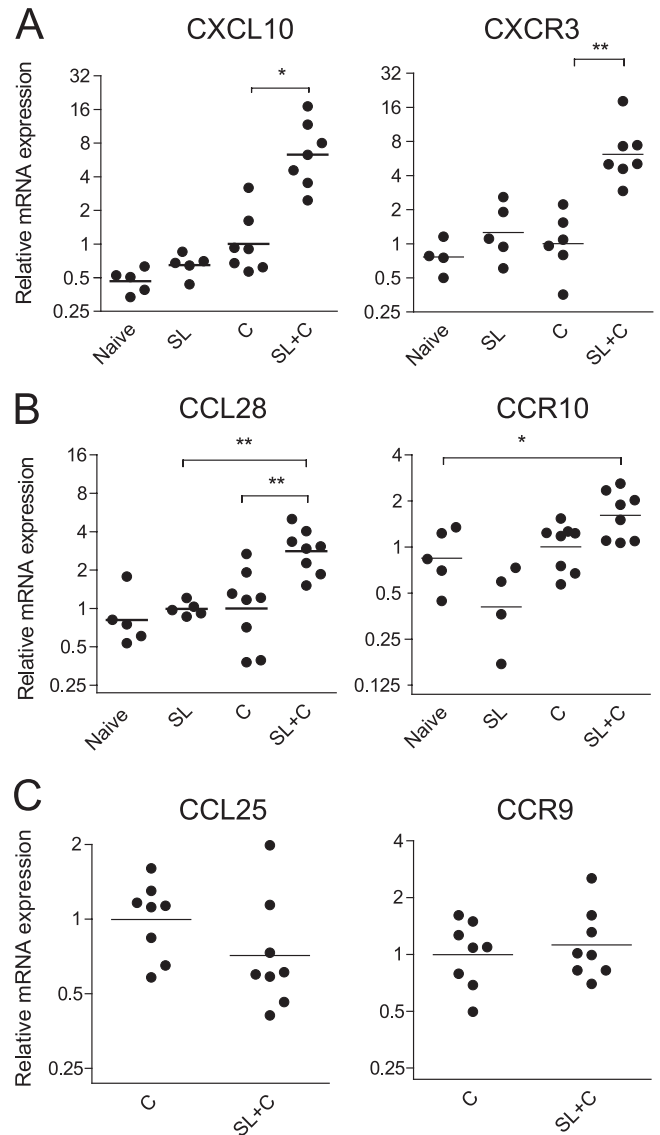 A
CXCL10
CXCR3
Relative mRNA expression
32
16
8
4
2
1
0.5
0.25
*
Naive
SL
C
SL+C
32
16
8
4
2
1
0.5
0.25
**
Naive
SL
C
SL+C
B
CCL28
CCR10
Relative mRNA expression
16
8
4
2
1
0.5
0.25
**
**
Naive
SL
C
SL+C
4
2
1
0.5
0.25
0.125
*
Naive
SL
C
SL+C
C
CCL25
CCR9
Relative mRNA expression
2
1
0.5
0.25
C
SL+C
4
2
1
0.5
0.25
C
SL+C